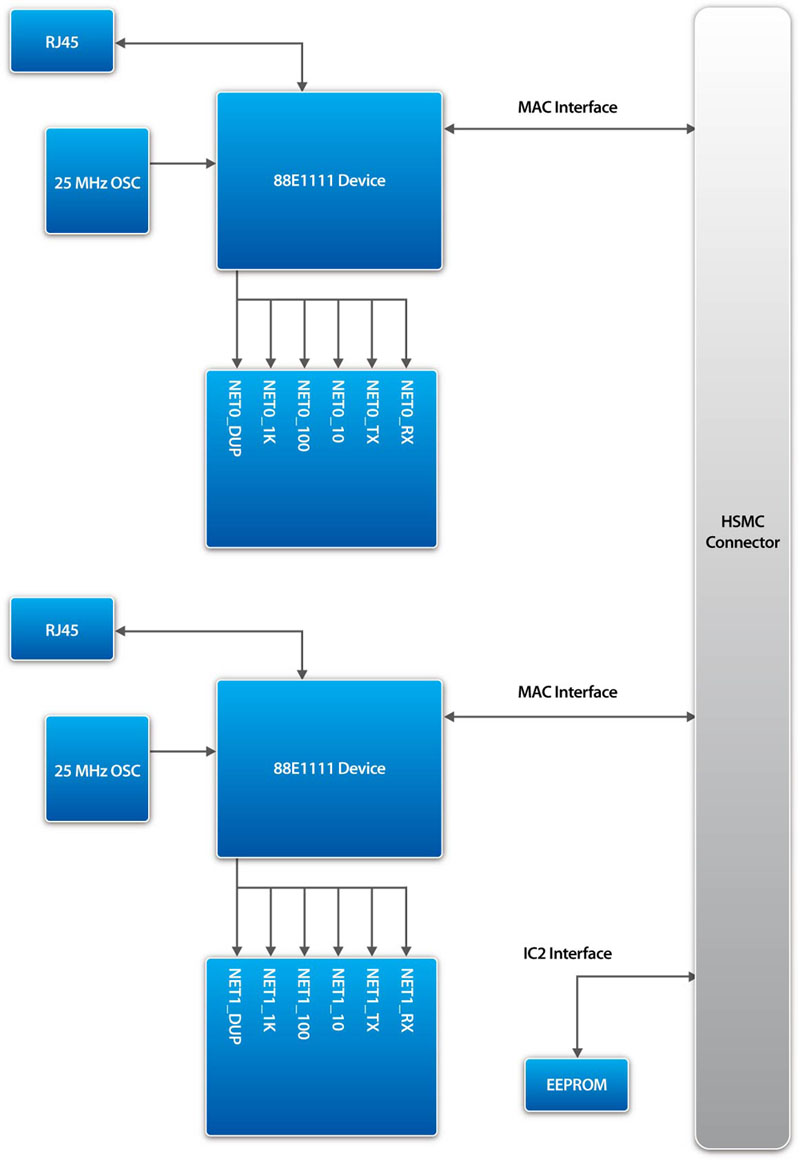 RJ45
MAC Interface
25 MHz OSC
88E1111 Device
NET0_DUP
NET0_1K
NET0_100
NET0_10
NET0_TX
NET0_RX
HSMC
Connector
RJ45
MAC Interface
25 MHz OSC
88E1111 Device
NET1_DUP
NET1_1K
NET1_100
NET1_10
NET1_TX
NET1_RX
IC2 Interface
EEPROM